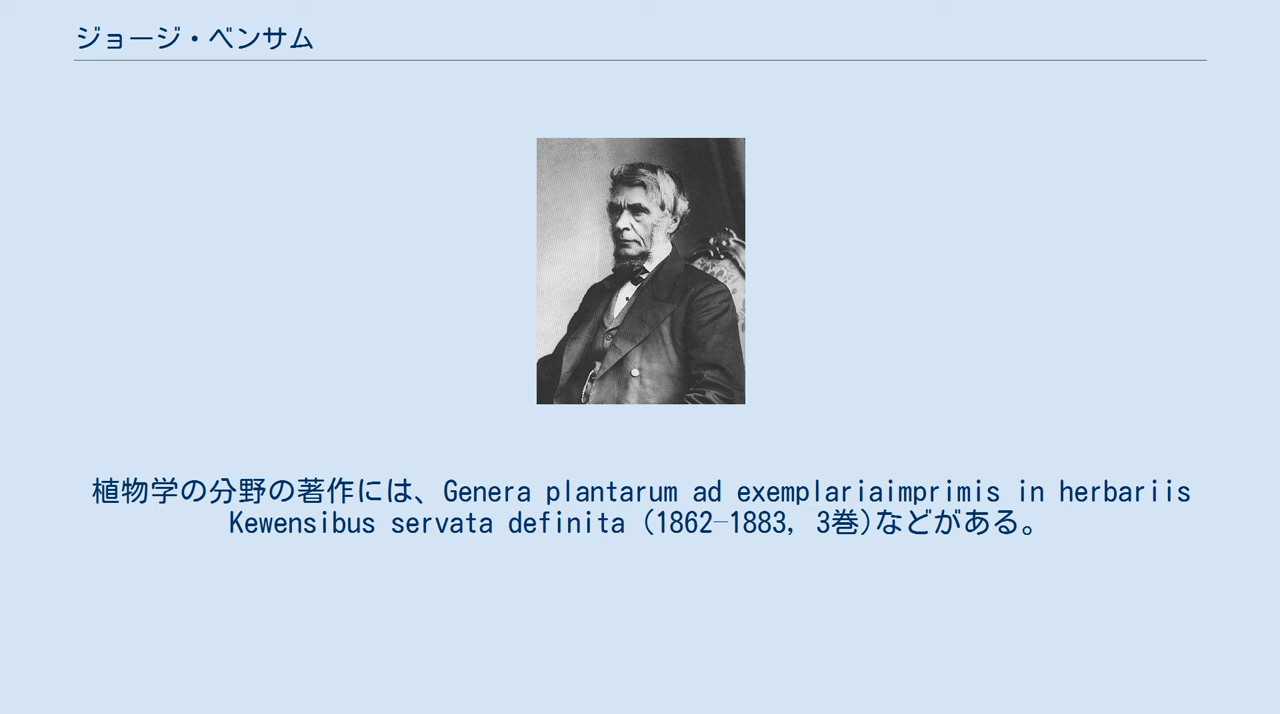 ジョージ・ベンサム
植物学の分野の著作には、Genera plantarum ad exemplariaimprimis in herbariis
Kewensibus servata definita (1862–1883, 3巻)などがある。